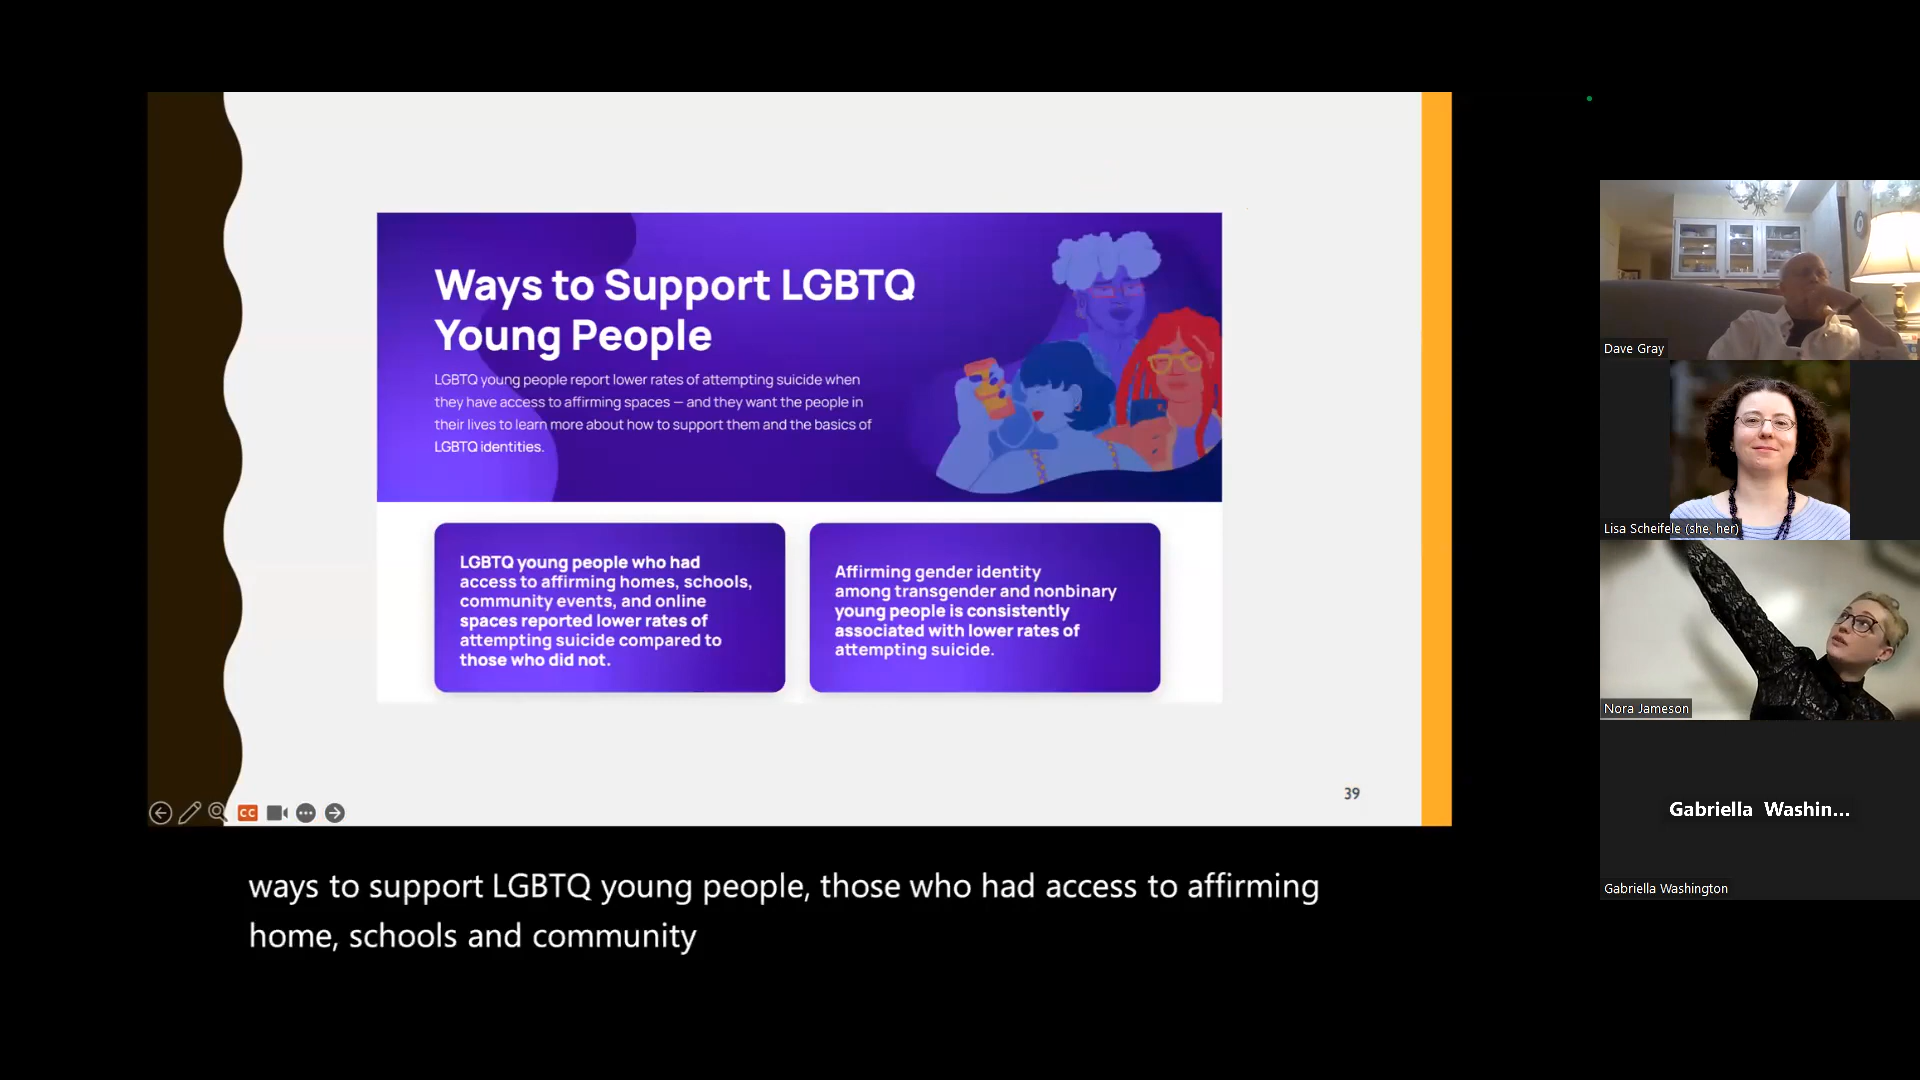 Ways to Support LGBTQ
Young People
LGBTQ young people report lower rates of attempting suicide when
they have access to affirming spaces — and they want the people in
their lives to learn more about how to support them and the basics of
LGBTQ identities.
LGBTQ young people who had
access to affirming homes, schools,
community events, and online
spaces reported lower rates of
attempting suicide compared to
those who did not.
Affirming gender identity
among transgender and nonbinary
young people is consistently
associated with lower rates of
attempting suicide.
39
CC
ways to support LGBTQ young people, those who had access to affirming
home, schools and community
Dave Gray
Lisa Scheifele (she, her)
Nora Jameson
Gabriella Washin...
Gabriella Washington